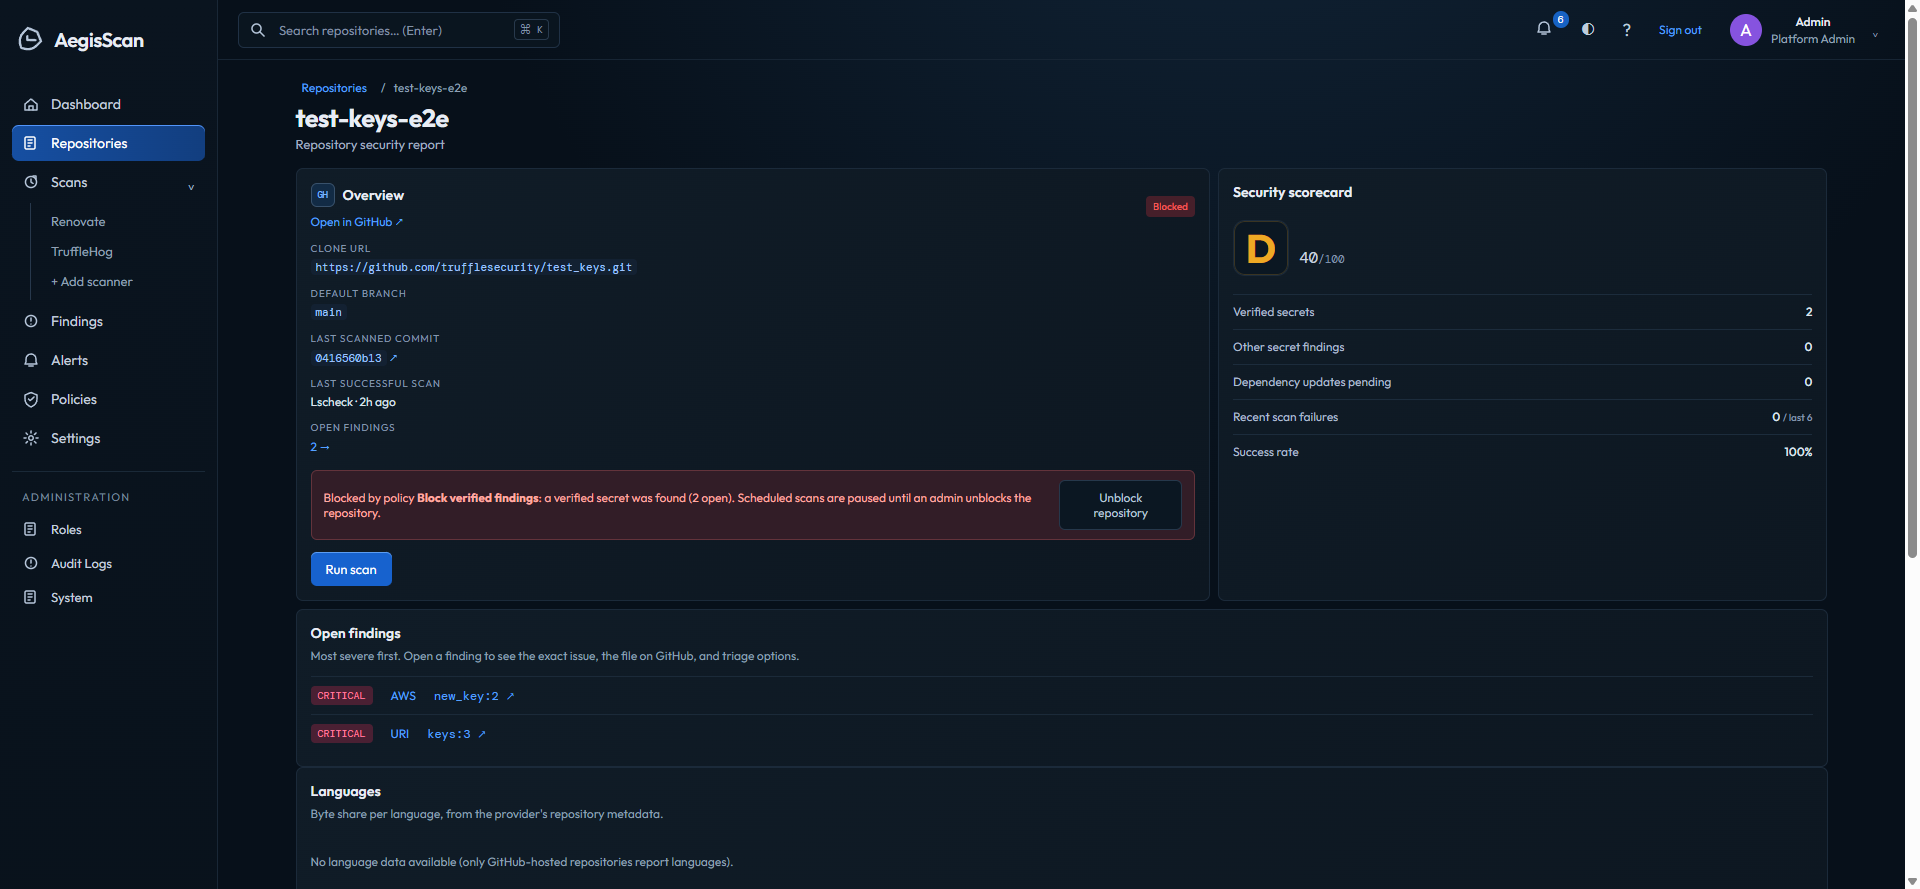 AegisScan
Search repositories... (Enter)
⌘ K
6
?
Sign out
A
Admin
Platform Admin
Dashboard
Repositories
Scans
Renovate
TruffleHog
+ Add scanner
Findings
Alerts
Policies
Settings
ADMINISTRATION
Roles
Audit Logs
System
Repositories / test-keys-e2e
test-keys-e2e
Repository security report
GH Overview
Blocked
Open in GitHub ↗
CLONE URL
https://github.com/trufflesecurity/test_keys.git
DEFAULT BRANCH
main
LAST SCANNED COMMIT
0416560b13 ↗
LAST SUCCESSFUL SCAN
Lscheck · 2h ago
OPEN FINDINGS
2 →
Blocked by policy Block verified findings: a verified secret was found (2 open). Scheduled scans are paused until an admin unblocks the
repository.
Unblock
repository
Run scan
Security scorecard
D 40/100
Verified secrets 2
Other secret findings 0
Dependency updates pending 0
Recent scan failures 0 / last 6
Success rate 100%
Open findings
Most severe first. Open a finding to see the exact issue, the file on GitHub, and triage options.
CRITICAL AWS new_key:2 ↗
CRITICAL URI keys:3 ↗
Languages
Byte share per language, from the provider's repository metadata.
No language data available (only GitHub-hosted repositories report languages).